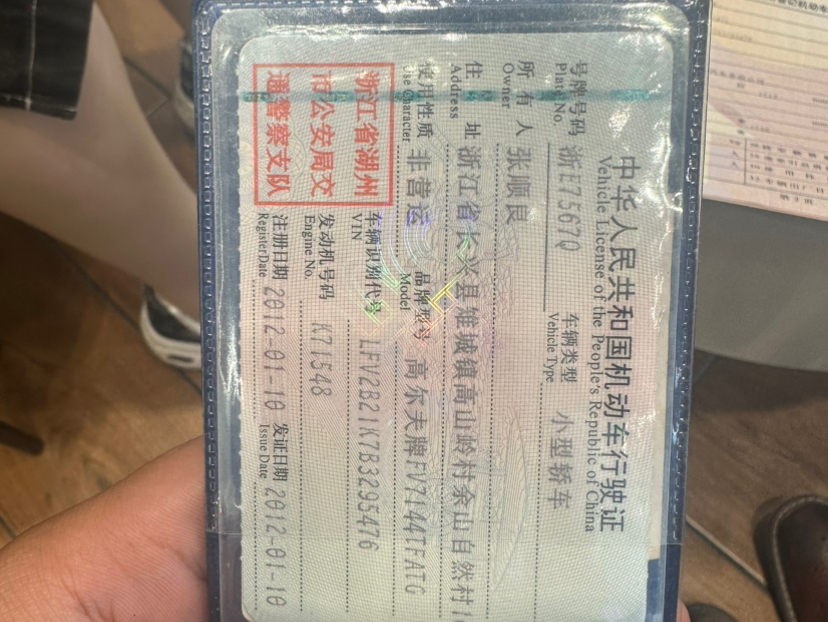 中华人民共和国机动车行驶证
Vehicle License of the People's Republic of China
号牌号码 浙E7567Q 车辆类型 小型轿车
Plate No. Vehicle Type
所有人 张顺良
Owner
住址 浙江省长兴县雉城镇高山岭村余山自然村
Address
使用性质 非营运 品牌型号 高尔夫牌FV7144TFATG
Use Character Model
浙江省湖州
市公安局交
通警察支队
车辆识别代号 LFV2B21K7B3295476
VIN
发动机号码 K71548
Engine No.
注册日期 2012-01-10 发证日期 2012-01-10
Register Date Issue Date